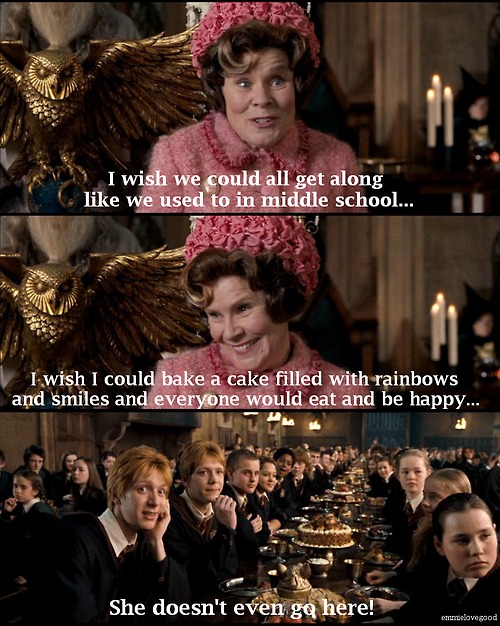 I wish we could all get along
like we used to in middle school...
I wish I could bake a cake filled with rainbows
and smiles and everyone would eat and be happy...
She doesn't even go here!
emmielovegood